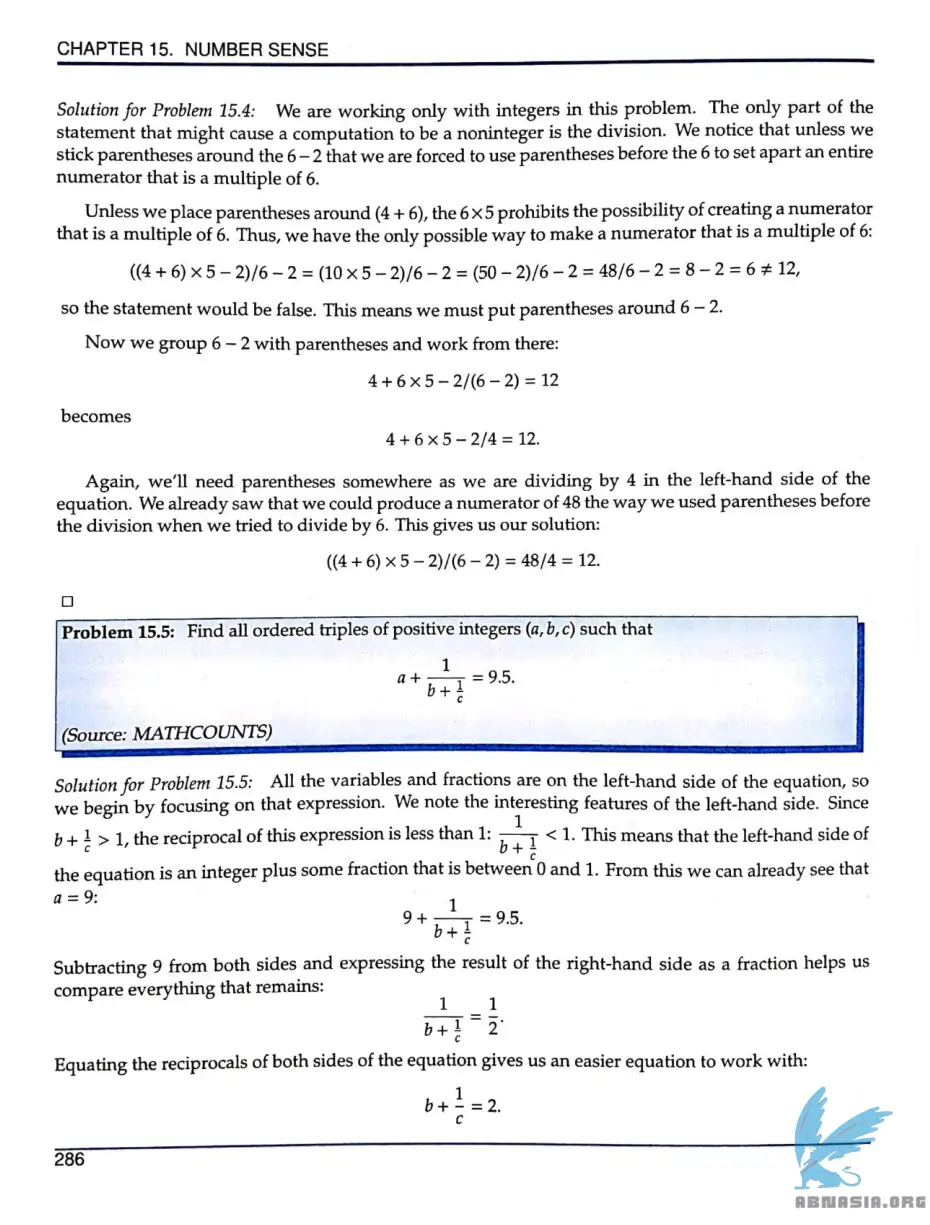 CHAPTER 15. NUMBER SENSE
Solution for Problem 15.4: We are working only with integers in this problem. The only part of the
statement that might cause a computation to be a noninteger is the division. We notice that unless we
stick parentheses around the 6 – 2 that we are forced to use parentheses before the 6 to set apart an entire
numerator that is a multiple of 6.
Unless we place parentheses around (4 + 6), the 6 × 5 prohibits the possibility of creating a numerator
that is a multiple of 6. Thus, we have the only possible way to make a numerator that is a multiple of 6:
((4 + 6) × 5 – 2)/6 – 2 = (10 × 5 – 2)/6 – 2 = (50 – 2)/6 – 2 = 48/6 – 2 = 8 – 2 = 6 ≠ 12,
so the statement would be false. This means we must put parentheses around 6 – 2.
Now we group 6 – 2 with parentheses and work from there:
4 + 6 × 5 – 2/(6 – 2) = 12
becomes
4 + 6 × 5 – 2/4 = 12.
Again, we'll need parentheses somewhere as we are dividing by 4 in the left-hand side of the
equation. We already saw that we could produce a numerator of 48 the way we used parentheses before
the division when we tried to divide by 6. This gives us our solution:
((4 + 6) × 5 – 2)/(6 – 2) = 48/4 = 12.
□
Problem 15.5: Find all ordered triples of positive integers (a, b, c) such that
a + 1/(b + 1/c) = 9.5.
(Source: MATHCOUNTS)
Solution for Problem 15.5: All the variables and fractions are on the left-hand side of the equation, so
we begin by focusing on that expression. We note the interesting features of the left-hand side. Since
b + 1/c > 1, the reciprocal of this expression is less than 1: 1/(b + 1/c) < 1. This means that the left-hand side of
the equation is an integer plus some fraction that is between 0 and 1. From this we can already see that
a = 9:
9 + 1/(b + 1/c) = 9.5.
Subtracting 9 from both sides and expressing the result of the right-hand side as a fraction helps us
compare everything that remains:
1/(b + 1/c) = 1/2.
Equating the reciprocals of both sides of the equation gives us an easier equation to work with:
b + 1/c = 2.
286
ABNASIA.ORG